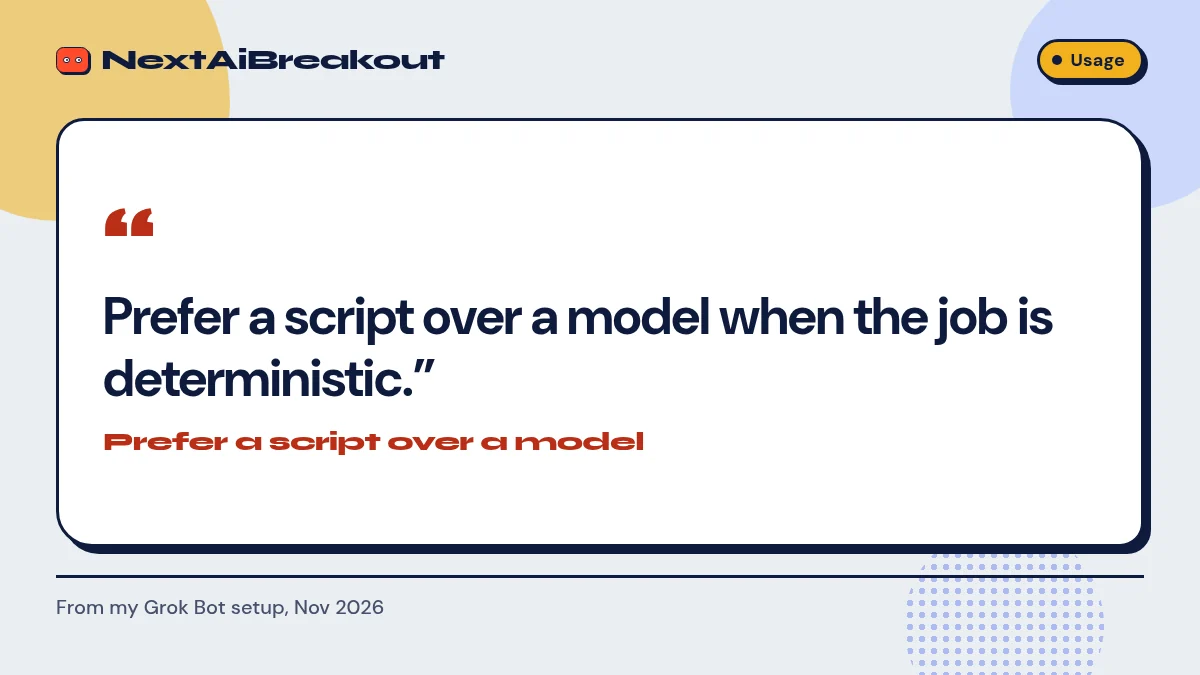 NextAiBreakout
Usage
“
Prefer a script over a model when the job is
deterministic.”
Prefer a script over a model
From my Grok Bot setup, Nov 2026